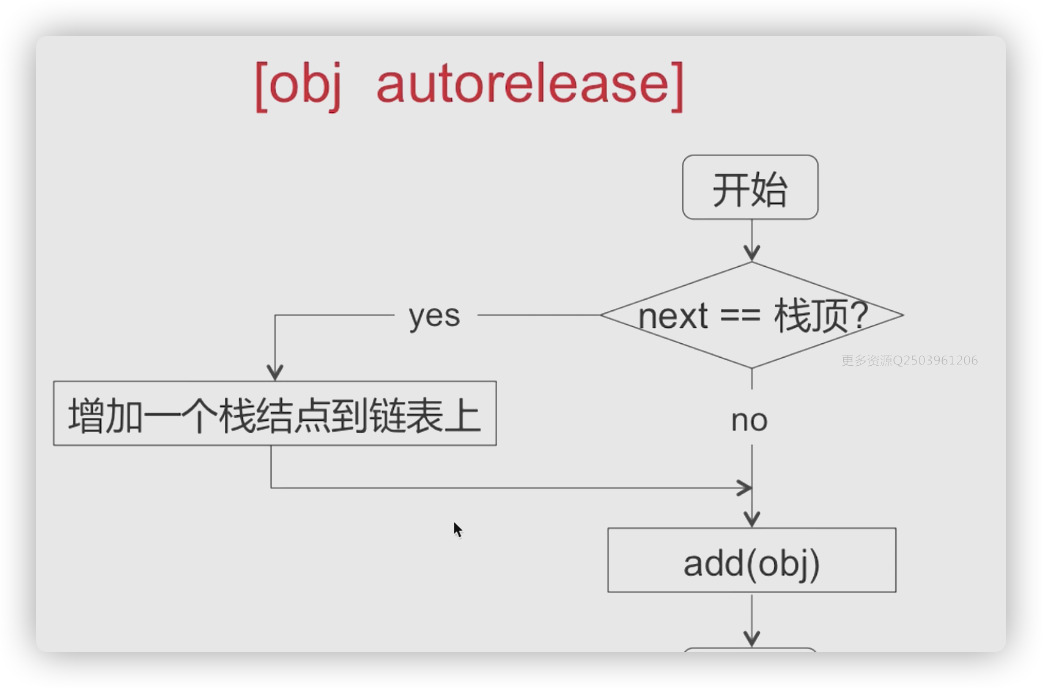 [obj autorelease]
开始
next == 栈顶?
yes
更多资源Q2503961206
增加一个栈结点到链表上
no
add(obj)